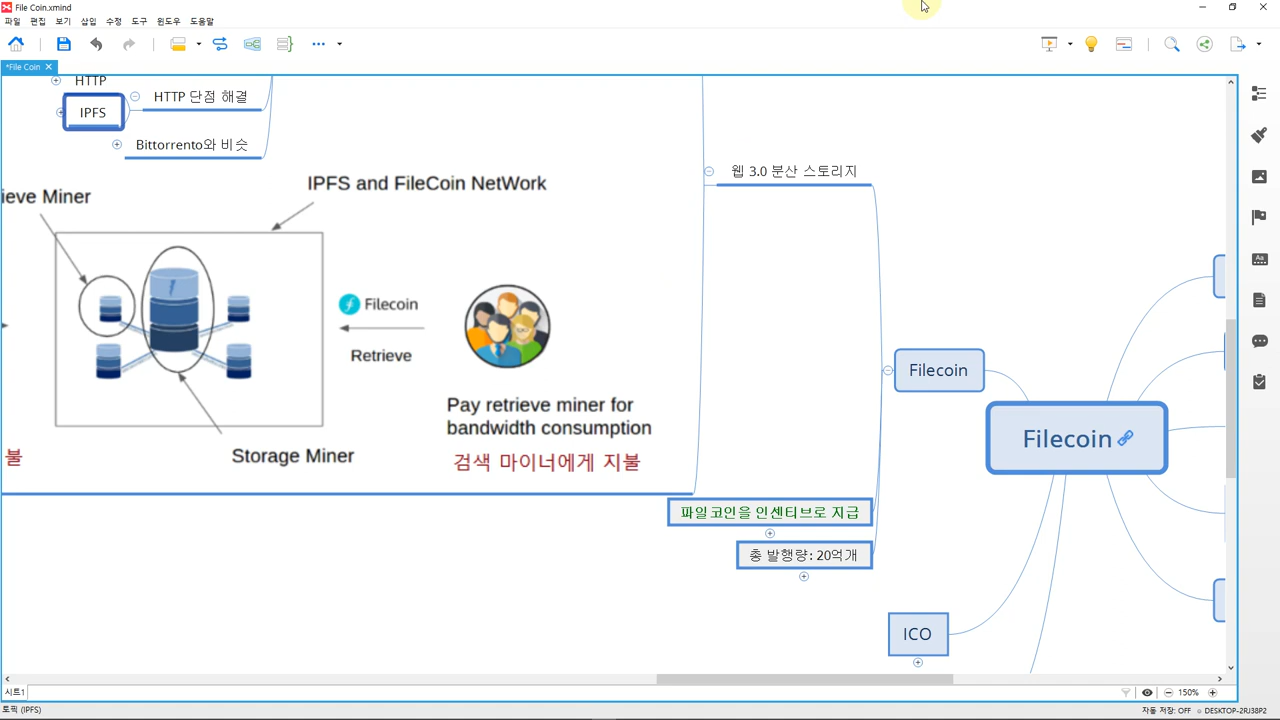 File Coin.xmind
파일 편집 보기 삽입 수정 도구 윈도우 도움말
*File Coin
HTTP
IPFS
HTTP 단점 해결
Bittorrento와 비슷
웹 3.0 분산 스토리지
IPFS and FileCoin NetWork
ieve Miner
Filecoin
Retrieve
Pay retrieve miner for
bandwidth consumption
검색 마이너에게 지불
불
Storage Miner
Filecoin
Filecoin
파일코인을 인센티브로 지급
총 발행량: 20억개
ICO
시트1
150%
토픽 (IPFS)
자동 저장: OFF
DESKTOP-2RJ38P2